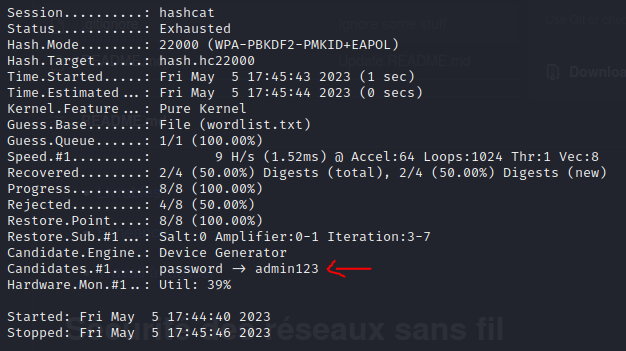 Session..........: hashcat
Status...........: Exhausted
Hash.Mode........: 22000 (WPA-PBKDF2-PMKID+EAPOL)
Hash.Target......: hash.hc22000
Time.Started.....: Fri May  5 17:45:43 2023 (1 sec)
Time.Estimated...: Fri May  5 17:45:44 2023 (0 secs)
Kernel.Feature...: Pure Kernel
Guess.Base.......: File (wordlist.txt)
Guess.Queue......: 1/1 (100.00%)
Speed.#1.........:        9 H/s (1.52ms) @ Accel:64 Loops:1024 Thr:1 Vec:8
Recovered........: 2/4 (50.00%) Digests (total), 2/4 (50.00%) Digests (new)
Progress.........: 8/8 (100.00%)
Rejected.........: 4/8 (50.00%)
Restore.Point....: 8/8 (100.00%)
Restore.Sub.#1...: Salt:0 Amplifier:0-1 Iteration:3-7
Candidate.Engine.: Device Generator
Candidates.#1....: password -> admin123
Hardware.Mon.#1..: Util: 39%
Started: Fri May  5 17:44:40 2023
Stopped: Fri May  5 17:45:46 2023
réseaux sans fil